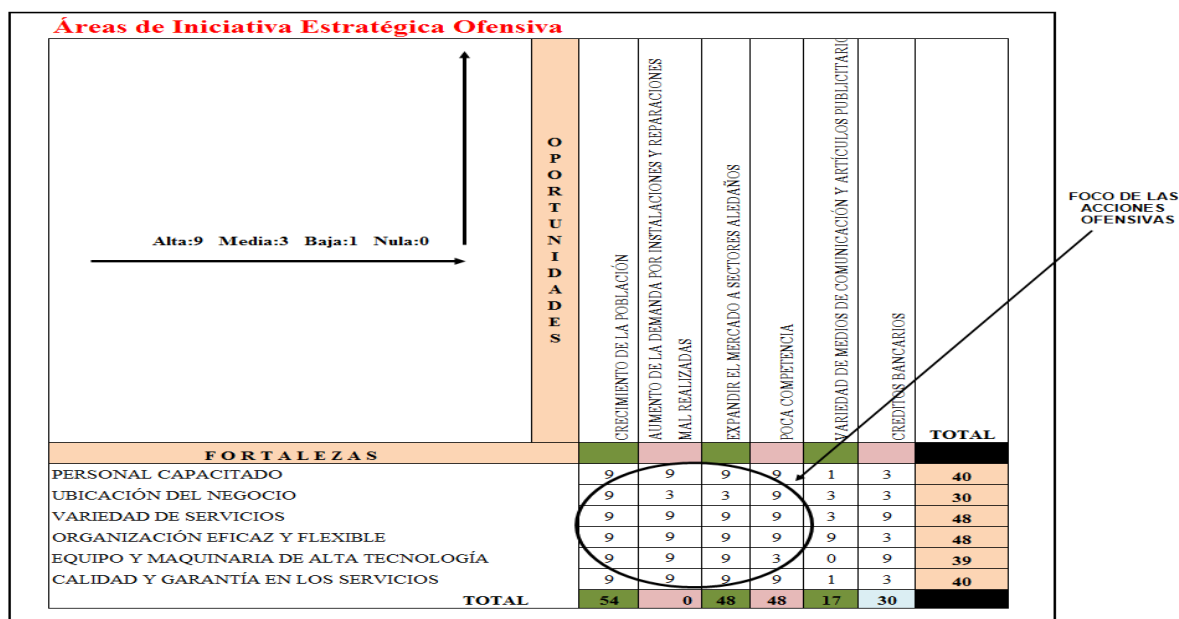 Áreas de Iniciativa Estratégica Ofensiva
Alta:9 Media:3 Baja:1 Nula:0
OPORTUNIDADES
CRECIMIENTO DE LA POBLACIÓN
AUMENTO DE LA DEMANDA POR INSTALACIONES Y REPARACIONES
MAL REALIZADAS
EXPANDIR EL MERCADO A SECTORES ALEDAÑOS
POCA COMPETENCIA
VARIEDAD DE MEDIOS DE COMUNICACIÓN Y ARTÍCULOS PUBLICITARIO
CREDITOS BANCARIOS
TOTAL
FOCO DE LAS
ACCIONES
OFENSIVAS
FORTALEZAS
PERSONAL CAPACITADO 9 9 9 9 1 3 40
UBICACIÓN DEL NEGOCIO 9 3 3 9 3 3 30
VARIEDAD DE SERVICIOS 9 9 9 9 3 9 48
ORGANIZACIÓN EFICAZ Y FLEXIBLE 9 9 9 9 9 3 48
EQUIPO Y MAQUINARIA DE ALTA TECNOLOGÍA 9 9 9 3 0 9 39
CALIDAD Y GARANTÍA EN LOS SERVICIOS 9 9 9 9 1 3 40
TOTAL 54 0 48 48 17 30